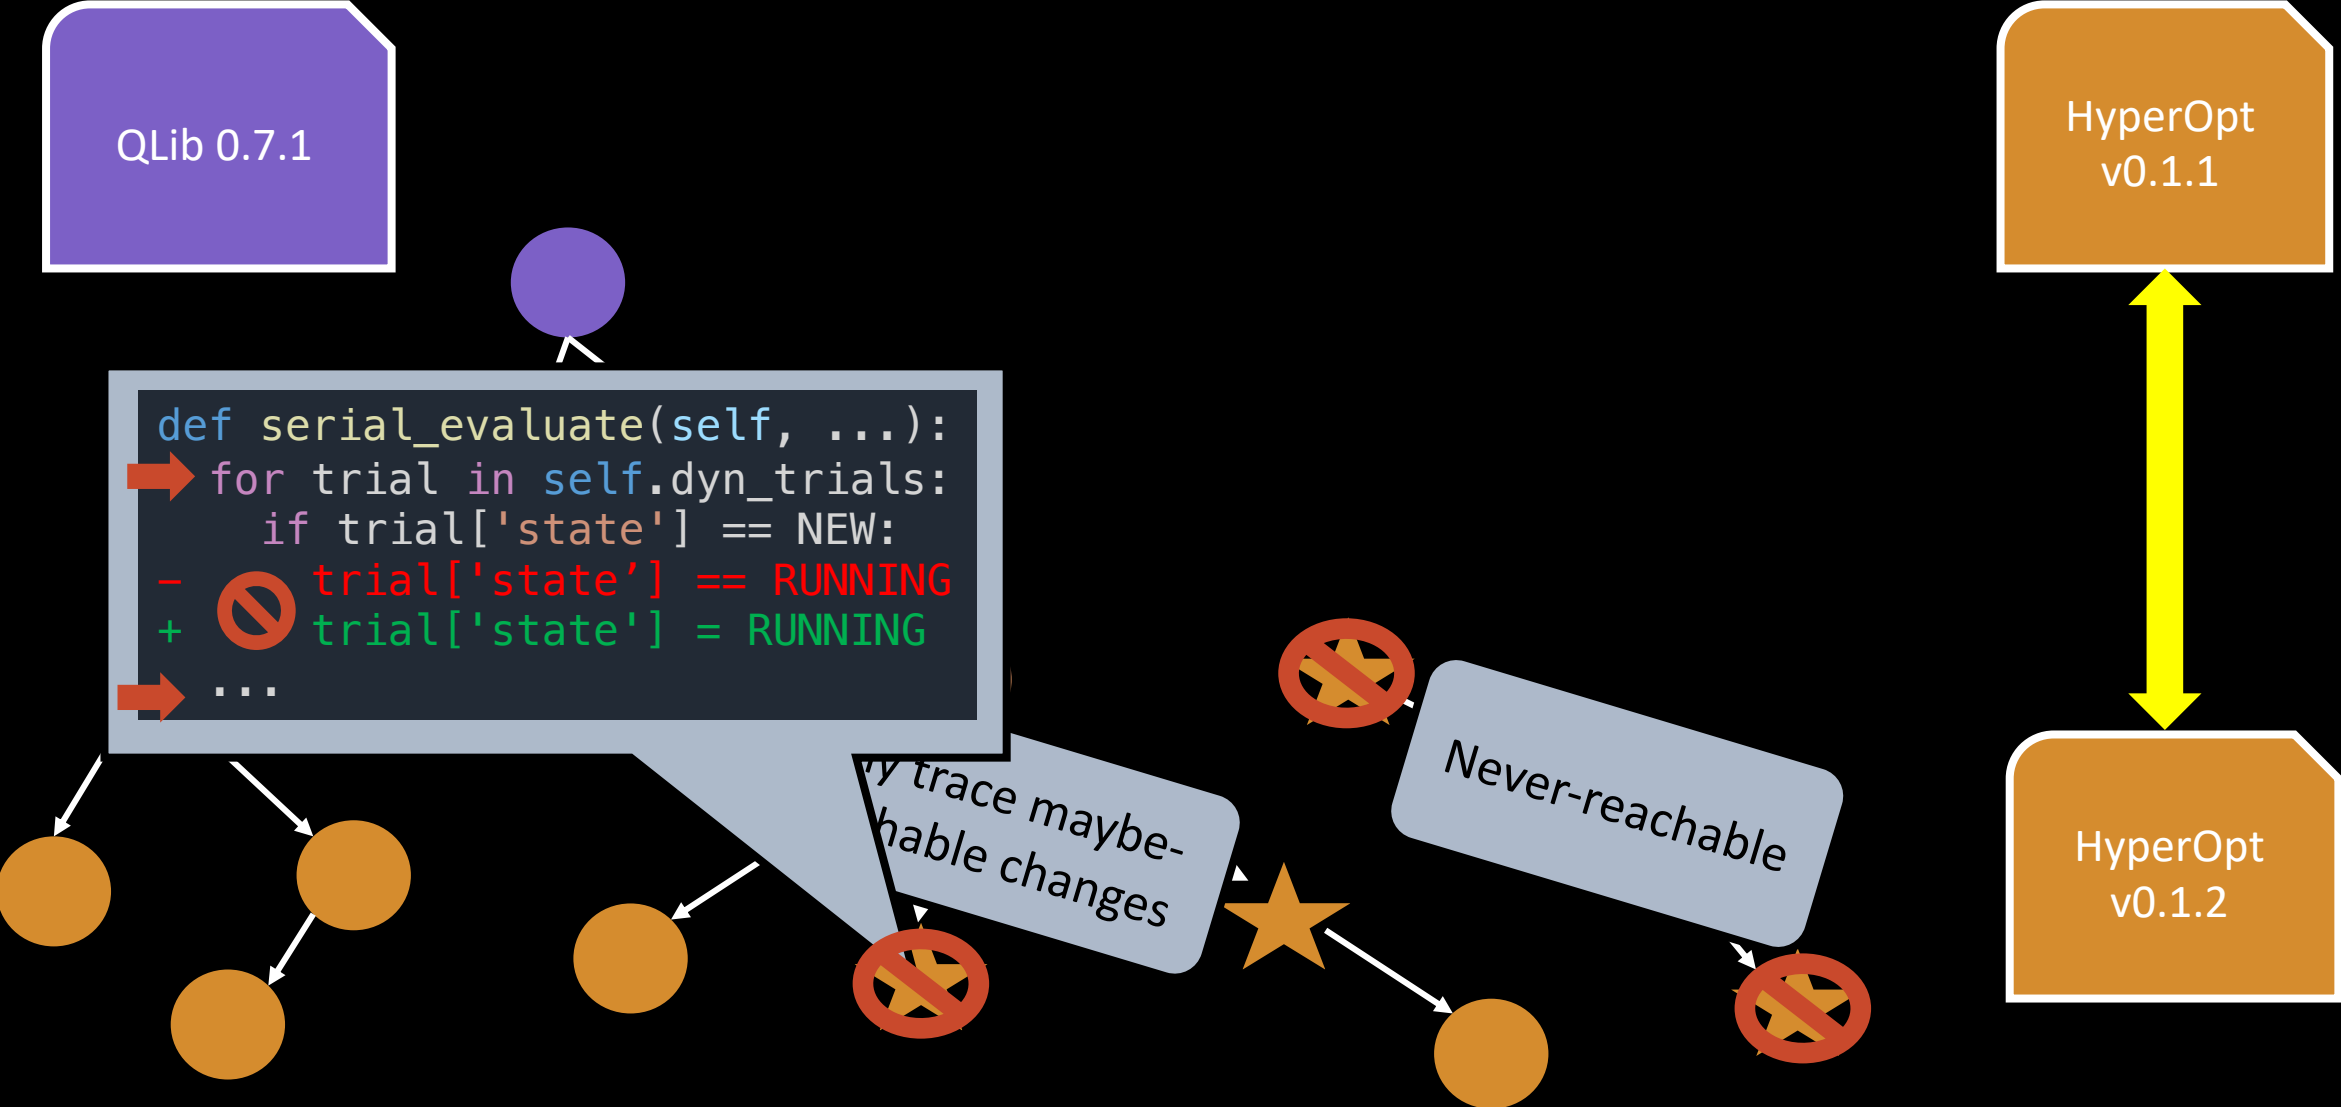 QLib 0.7.1
HyperOpt
v0.1.1
def serial_evaluate(self, ...):
for trial in self.dyn_trials:
if trial['state'] == NEW:
– trial['state’] == RUNNING
+ trial['state'] = RUNNING
...
trace maybe-
changes
Never-reachable
HyperOpt
v0.1.2